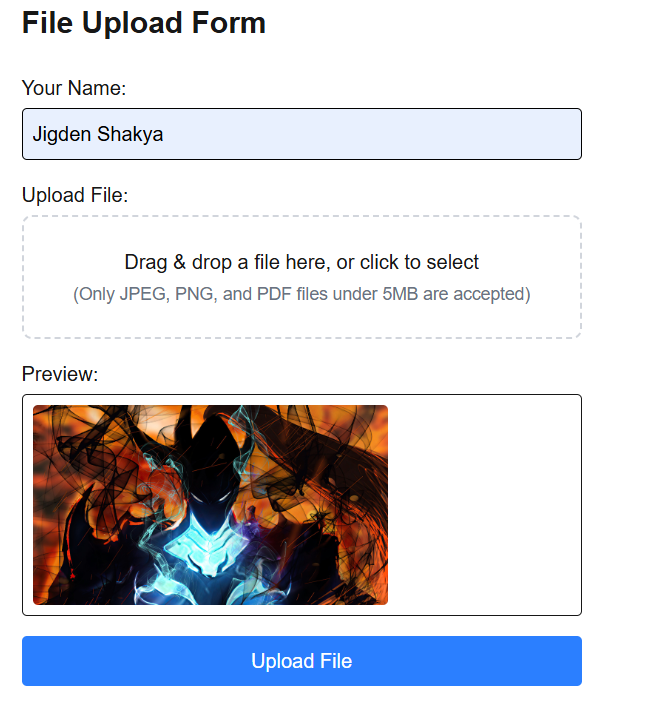 File Upload Form
Your Name:
Jigden Shakya
Upload File:
Drag & drop a file here, or click to select
(Only JPEG, PNG, and PDF files under 5MB are accepted)
Preview:
Upload File